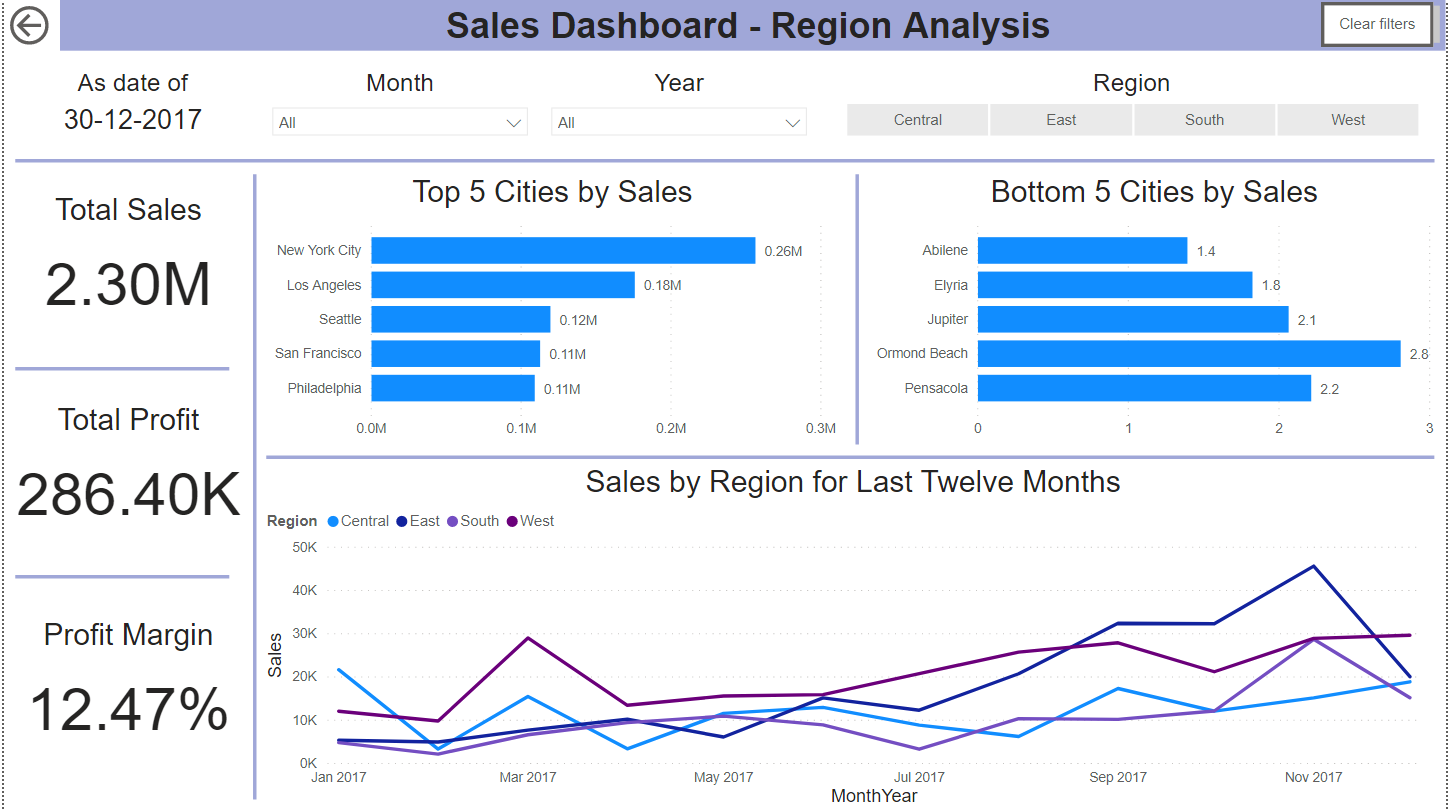 Sales Dashboard - Region Analysis
Clear filters
As date of
30-12-2017
Month
All
Year
All
Region
Central East South West
Total Sales
2.30M
Total Profit
286.40K
Profit Margin
12.47%
Top 5 Cities by Sales
New York City 0.26M
Los Angeles 0.18M
Seattle 0.12M
San Francisco 0.11M
Philadelphia 0.11M
0.0M 0.1M 0.2M 0.3M
Bottom 5 Cities by Sales
Abilene 1.4
Elyria 1.8
Jupiter 2.1
Ormond Beach 2.8
Pensacola 2.2
0 1 2 3
Sales by Region for Last Twelve Months
Region Central East South West
Sales
50K
40K
30K
20K
10K
0K
Jan 2017 Mar 2017 May 2017 Jul 2017 Sep 2017 Nov 2017
MonthYear